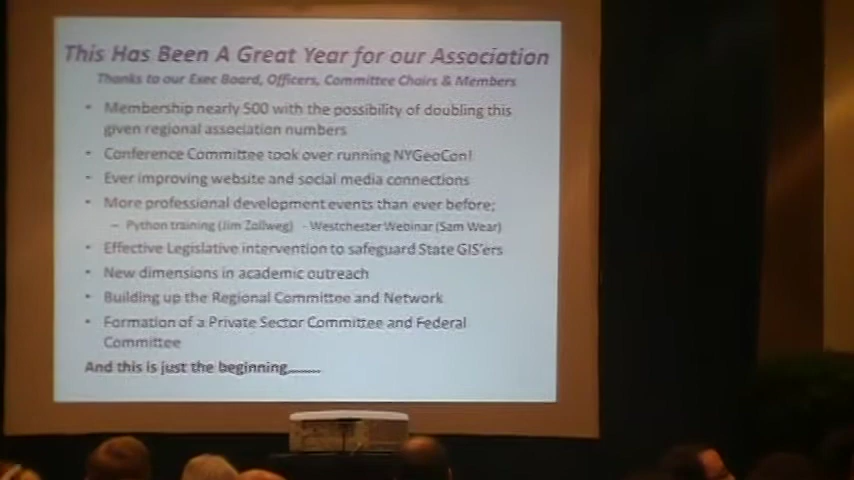 This Has Been A Great Year for our Association
Thanks to our Exec Board, Officers, Committee Chairs & Members
• Membership nearly 500 with the possibility of doubling this
given regional association numbers
• Conference Committee took over running NYGeoCon!
• Ever improving website and social media connections
• More professional development events than ever before;
– Python training (Jim Zollweg) - Westchester Webinar (Sam Wear)
• Effective Legislative intervention to safeguard State GIS'ers
• New dimensions in academic outreach
• Building up the Regional Committee and Network
• Formation of a Private Sector Committee and Federal
Committee
And this is just the beginning.........